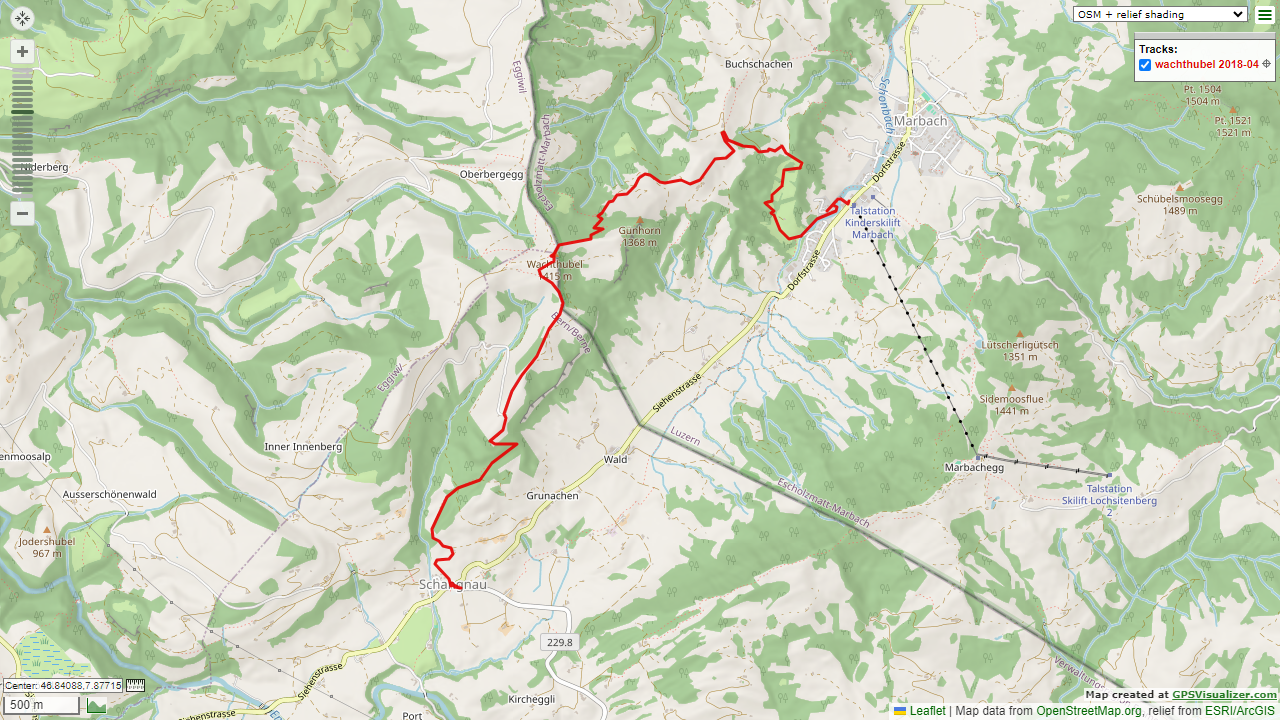 OSM + relief shading
Tracks:
wachthubel 2018-04
Buchschachen
Eggiwil
Schonbach
Marbach
Pt. 1504
1504 m
Pt. 1521
1521 m
Escholzmatt-Marbach
Dorfstrasse
Oberbergegg
Schübelsmoosegg
1489 m
Talstation
Kinderskilift
Marbach
Gunhorn
1368 m
Wachthubel
Dorfstrasse
Bern/Berne
Lütscherligütsch
1351 m
Eggiwil
Siehenstrasse
Sidemoosflue
1441 m
Luzern
Inner Innenberg
Wald
Marbachegg
enmoosalp
Ausserschönenwald
Grunachen
Escholzmatt-Marbach
Talstation
Skilift Lochsitenberg
2
Jodershubel
967 m
Schangnau
229.8
Siehenstrasse
Kircheggli
Port
Verwaltung
Center: 46.84088,7.87715
500 m
Map created at GPSVisualizer.com
Leaflet | Map data from OpenStreetMap.org, relief from ESRI/ArcGIS